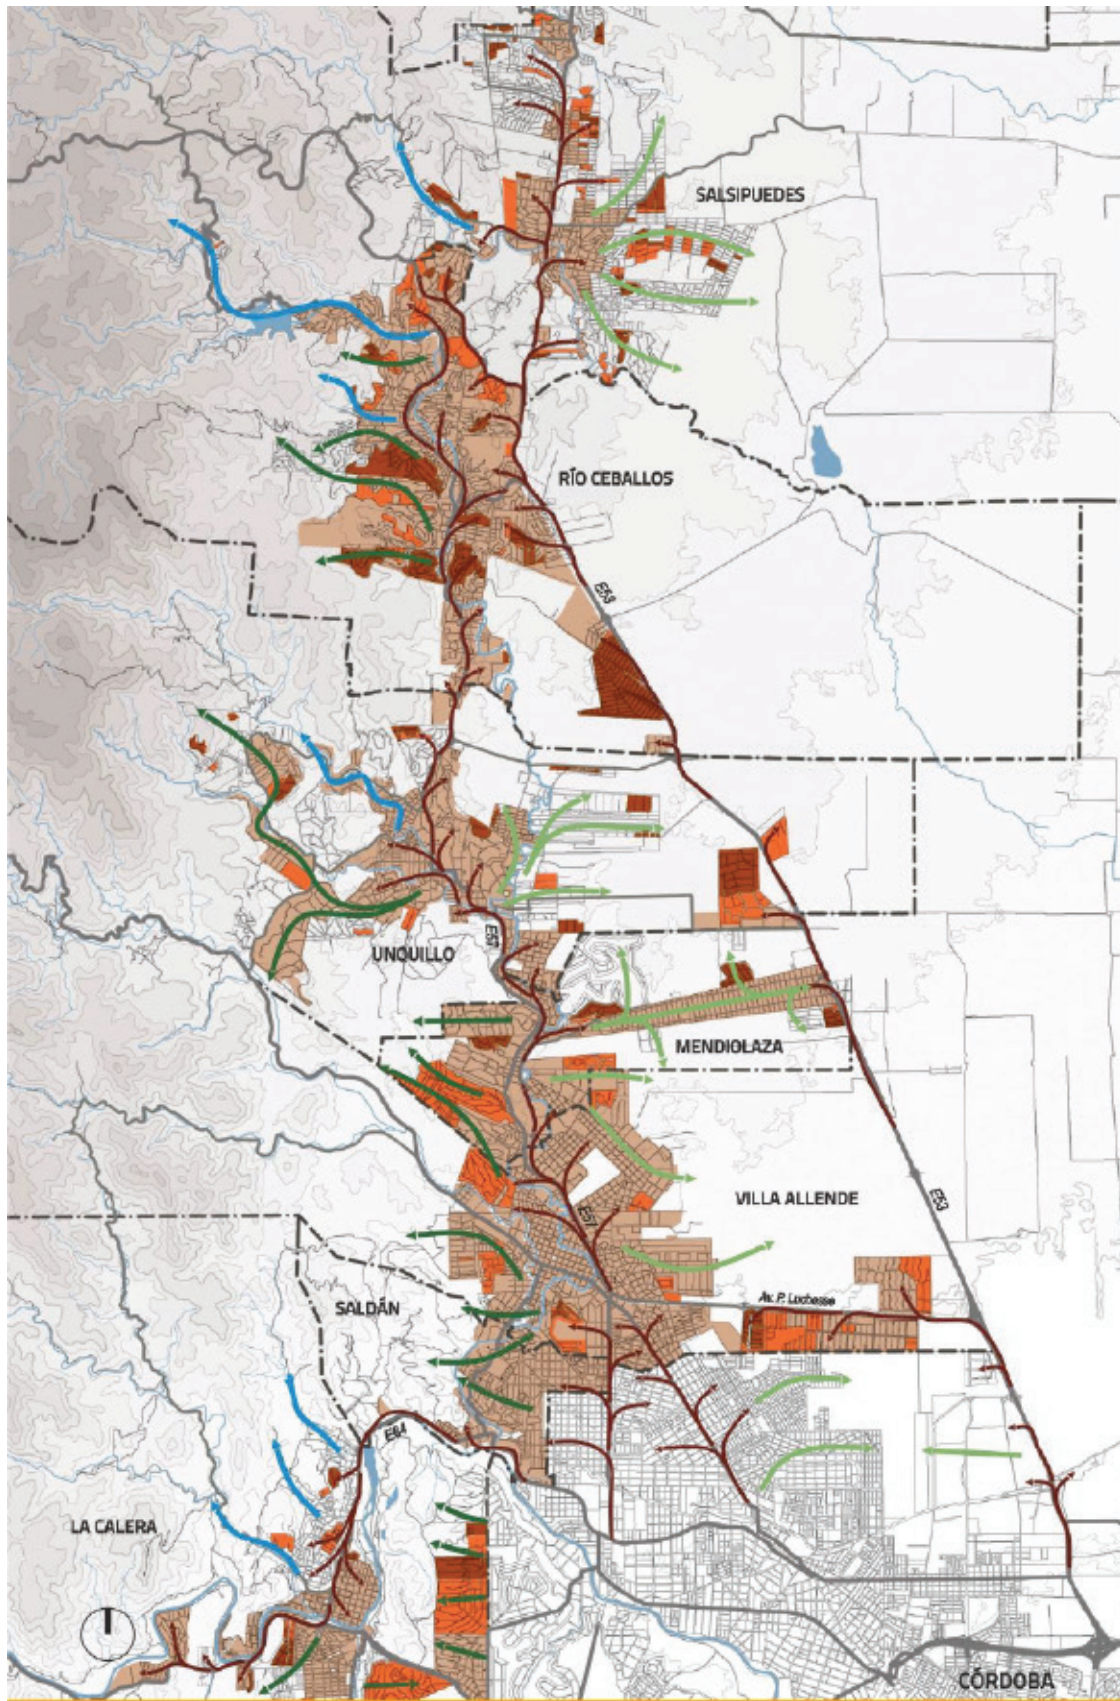 SALSIPUEDES
RÍO CEBALLOS
E53
E57
UNQUILLO
MENDIOLAZA
VILLA ALLENDE
E53
E57
Av. P. Luchesse
SALDÁN
E64
LA CALERA
CÓRDOBA